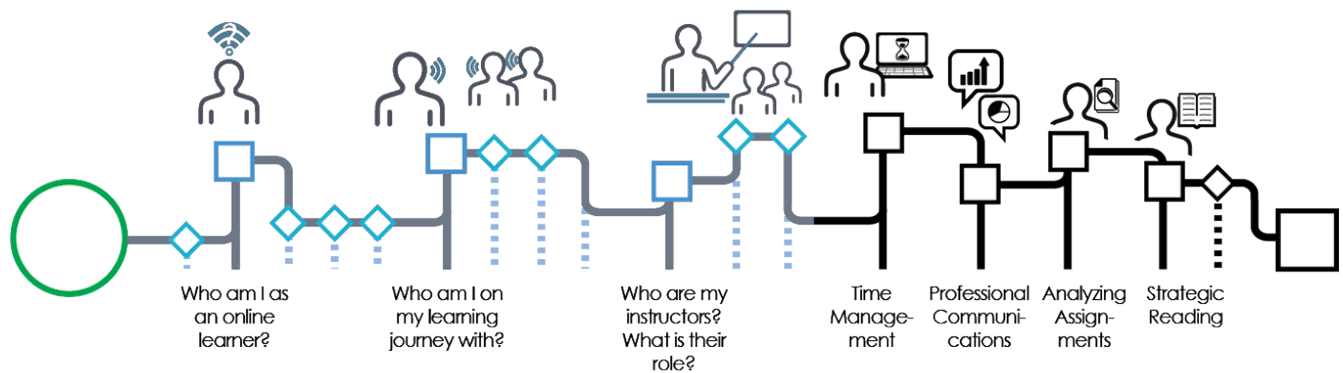 Who am I as
an online
learner?
Who am I on
my learning
journey with?
Who are my
instructors?
What is their
role?
Time
Manage-
ment
Professional
Communi-
cations
Analyzing
Assign-
ments
Strategic
Reading